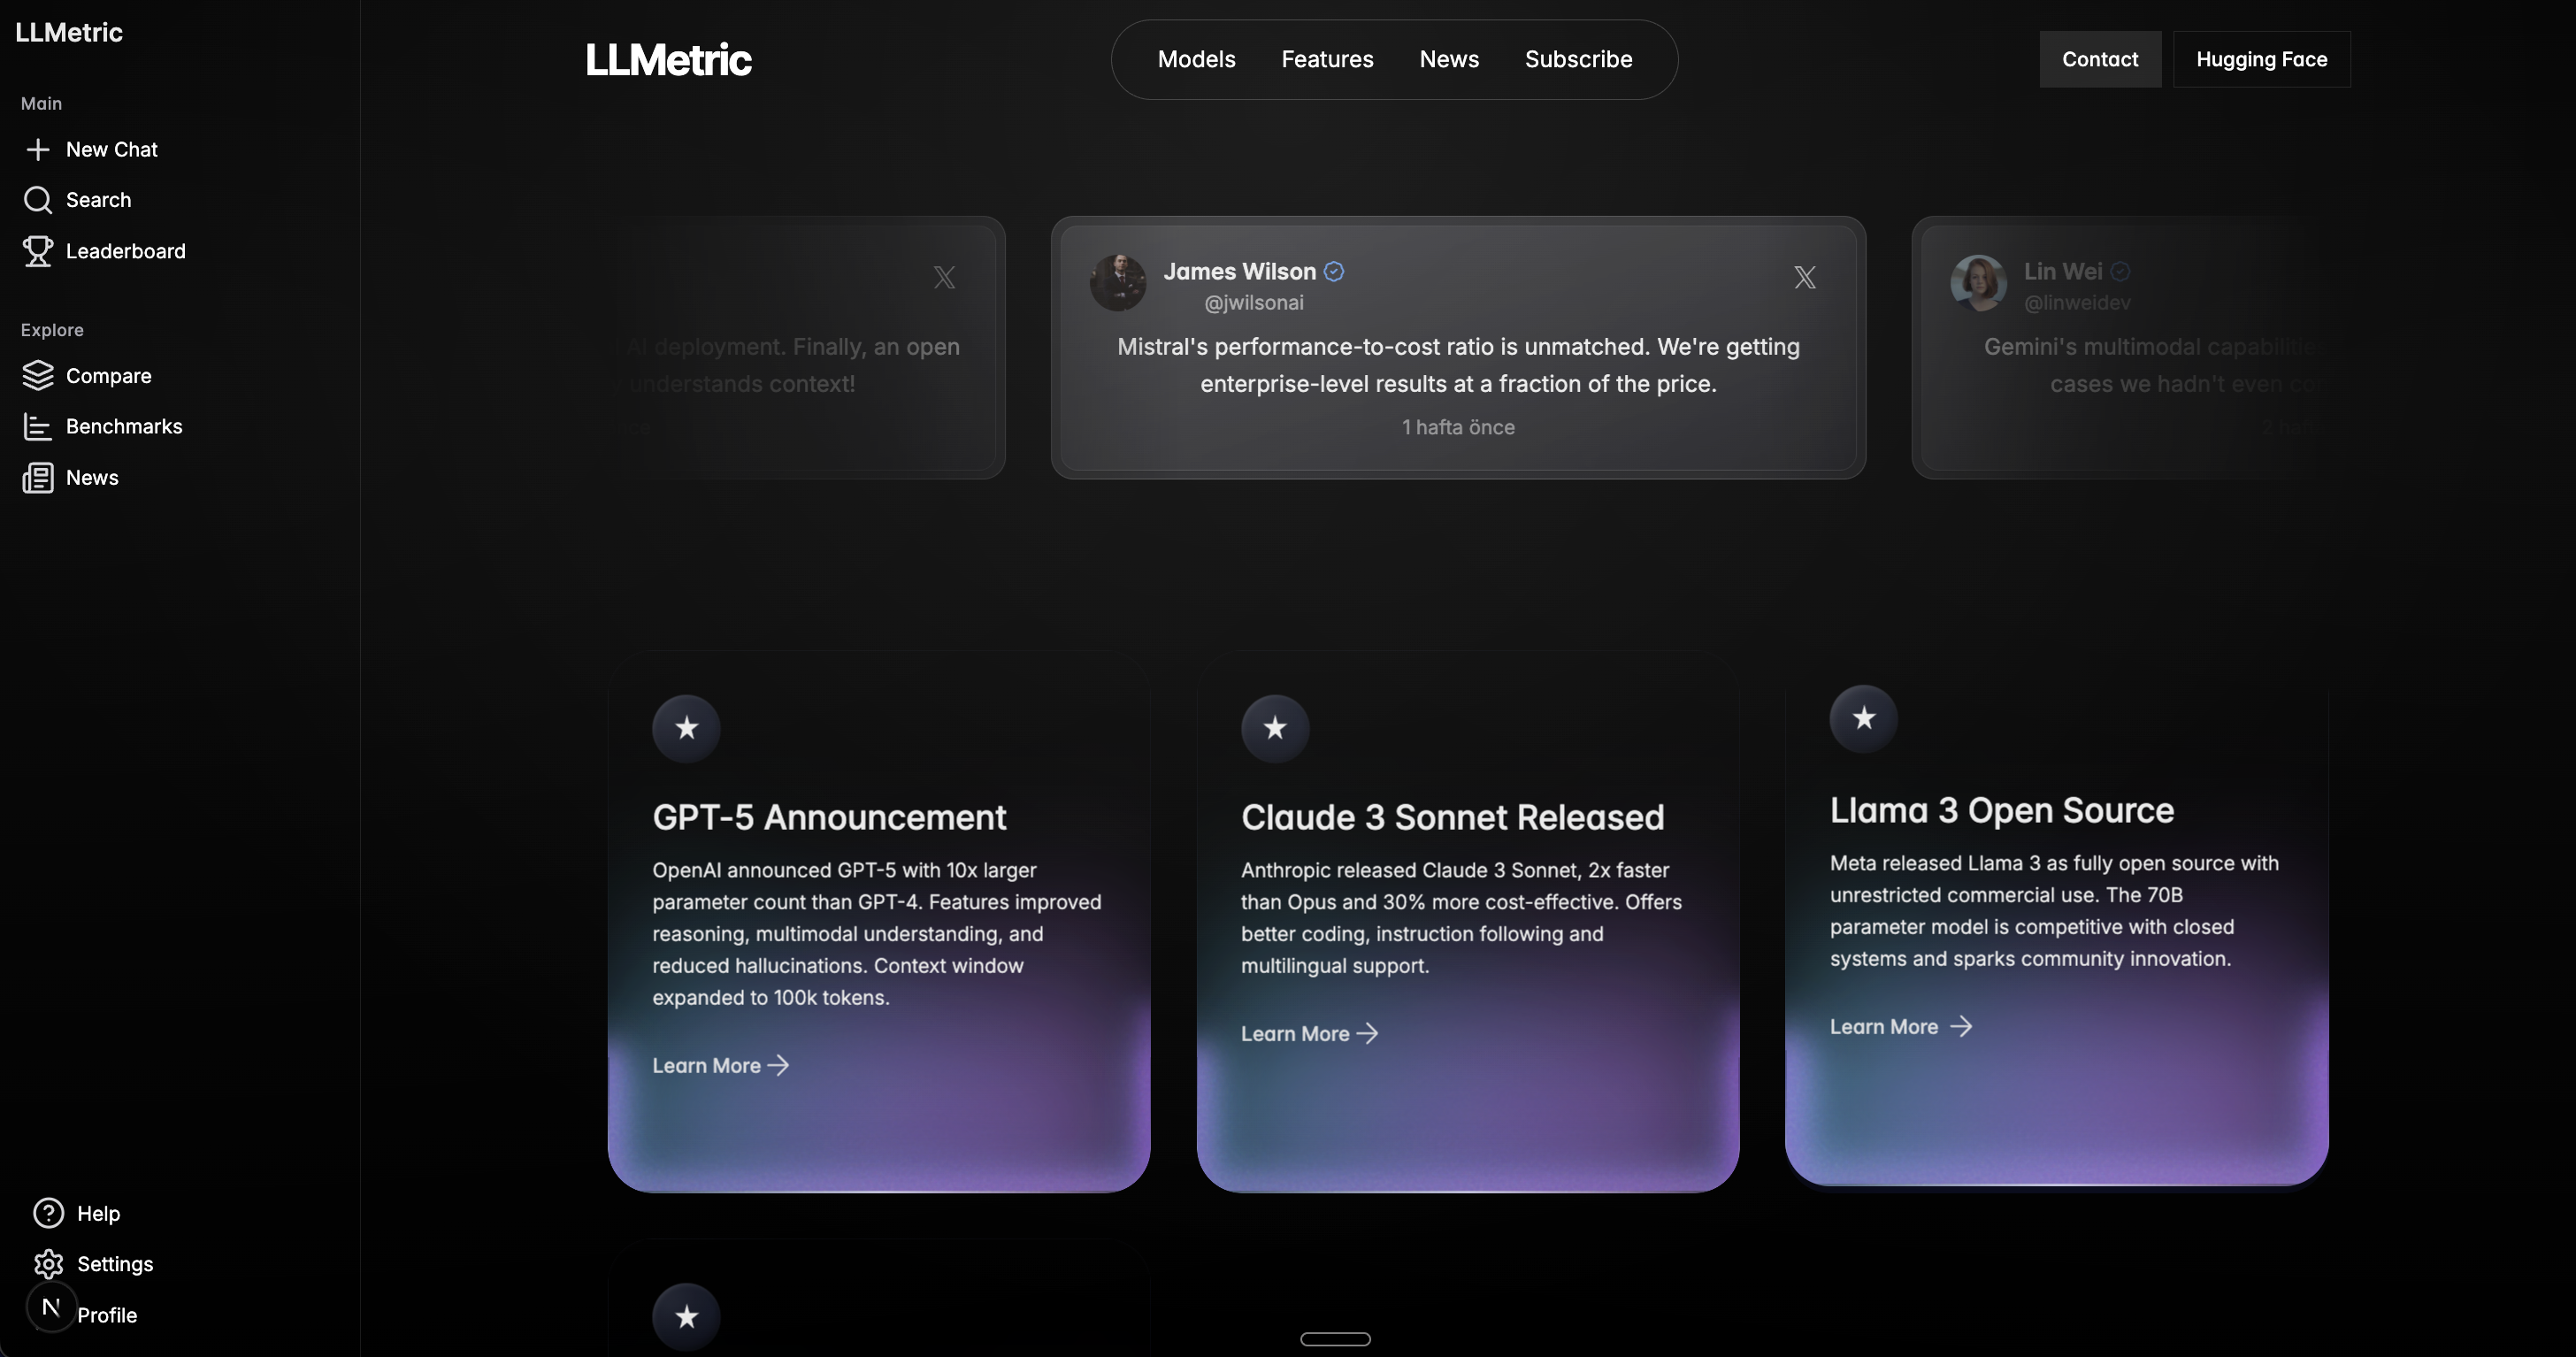 LLMetric
Main
New Chat
Search
Leaderboard
Explore
Compare
Benchmarks
News
Help
Settings
N
Profile
LLMetric
Models
Features
News
Subscribe
Contact
Hugging Face
AI deployment. Finally, an open
understands context!
James Wilson
@jwilsonai
Mistral's performance-to-cost ratio is unmatched. We're getting
enterprise-level results at a fraction of the price.
1 hafta önce
Lin Wei
@linweidev
Gemini's multimodal capabilities
cases we hadn't even
2
GPT-5 Announcement
OpenAI announced GPT-5 with 10x larger
parameter count than GPT-4. Features improved
reasoning, multimodal understanding, and
reduced hallucinations. Context window
expanded to 100k tokens.
Learn More
Claude 3 Sonnet Released
Anthropic released Claude 3 Sonnet, 2x faster
than Opus and 30% more cost-effective. Offers
better coding, instruction following and
multilingual support.
Learn More
Llama 3 Open Source
Meta released Llama 3 as fully open source with
unrestricted commercial use. The 70B
parameter model is competitive with closed
systems and sparks community innovation.
Learn More